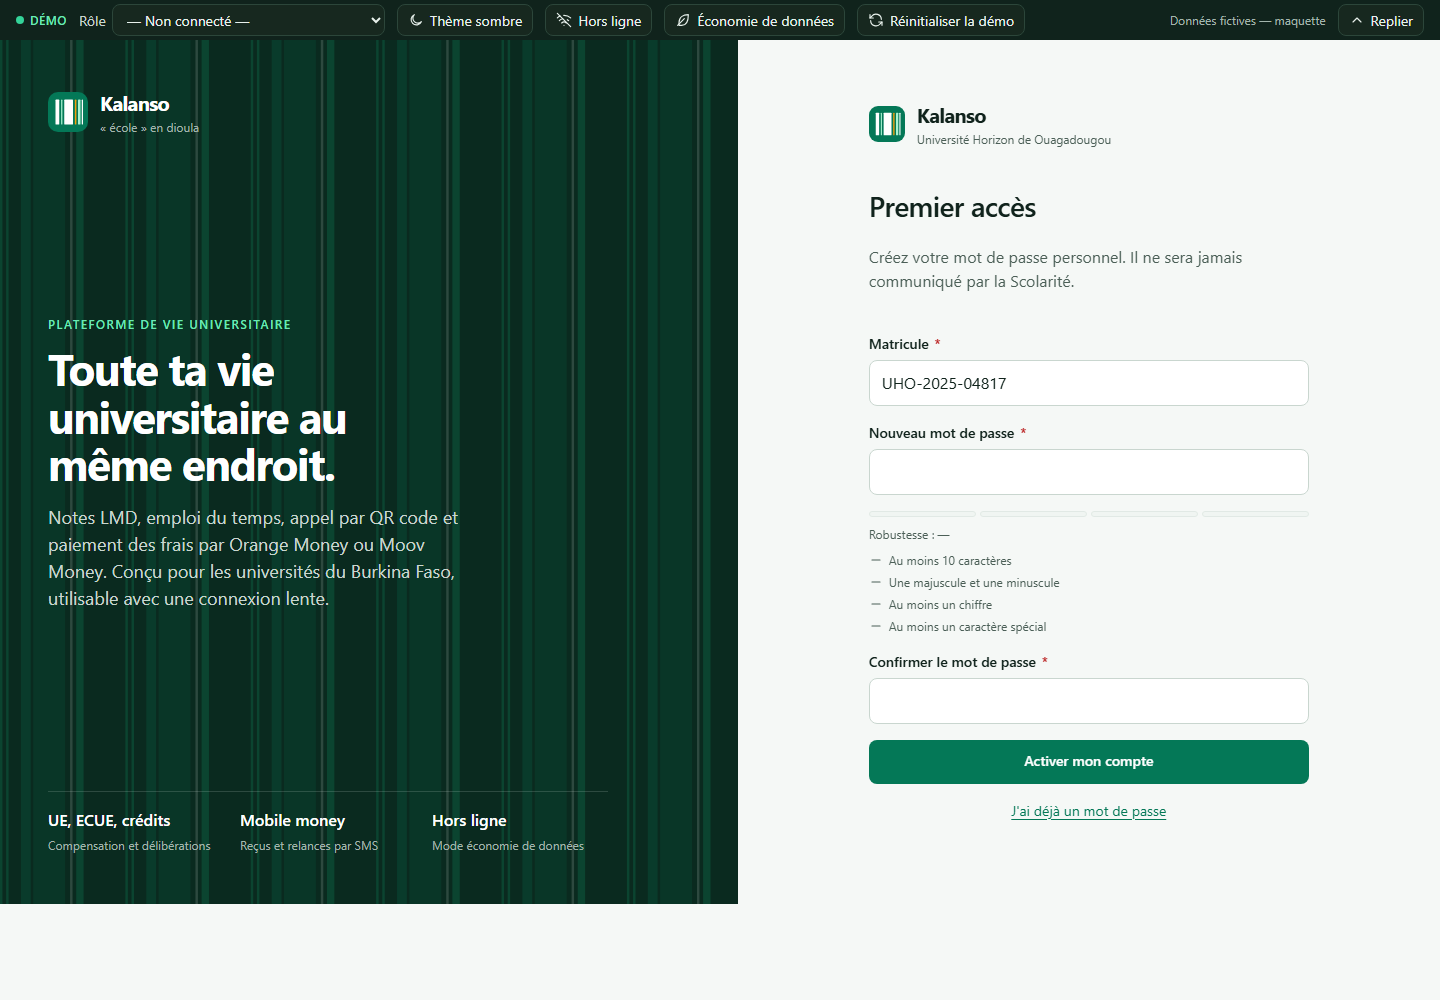 DÉMO Rôle — Non connecté — Thème sombre Hors ligne Économie de données Réinitialiser la démo Données fictives — maquette Replier
Kalanso
« école » en dioula
PLATEFORME DE VIE UNIVERSITAIRE
Toute ta vie
universitaire au
même endroit.
Notes LMD, emploi du temps, appel par QR code et
paiement des frais par Orange Money ou Moov
Money. Conçu pour les universités du Burkina Faso,
utilisable avec une connexion lente.
UE, ECUE, crédits
Compensation et délibérations
Mobile money
Reçus et relances par SMS
Hors ligne
Mode économie de données
Kalanso
Université Horizon de Ouagadougou
Premier accès
Créez votre mot de passe personnel. Il ne sera jamais
communiqué par la Scolarité.
Matricule *
UHO-2025-04817
Nouveau mot de passe *
Robustesse : —
— Au moins 10 caractères
— Une majuscule et une minuscule
— Au moins un chiffre
— Au moins un caractère spécial
Confirmer le mot de passe *
Activer mon compte
J'ai déjà un mot de passe